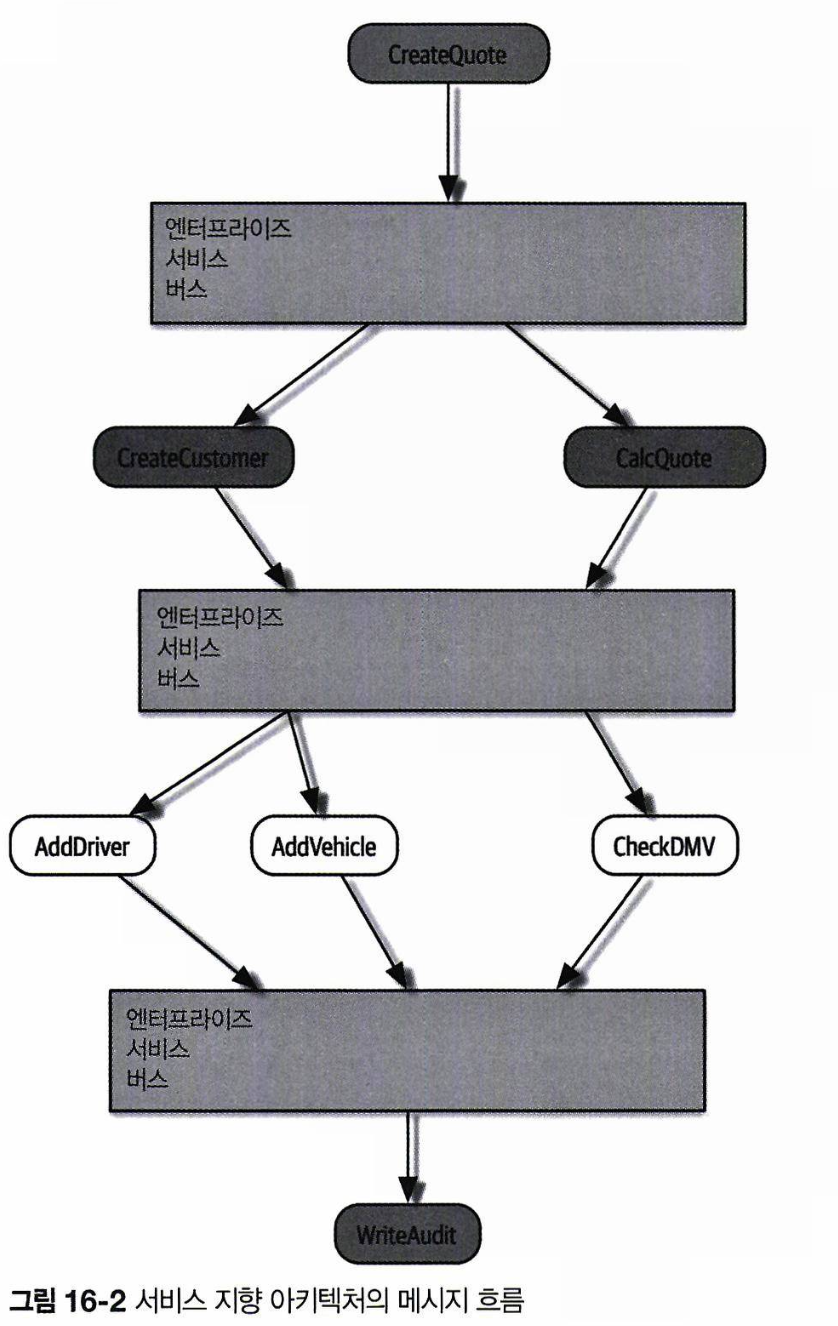 CreateQuote
엔터프라이즈
서비스
버스
CreateCustomer
CalcQuote
엔터프라이즈
서비스
버스
AddDriver
AddVehicle
CheckDMV
엔터프라이즈
서비스
버스
WriteAudit
그림 16-2 서비스 지향 아키텍처의 메시지 흐름